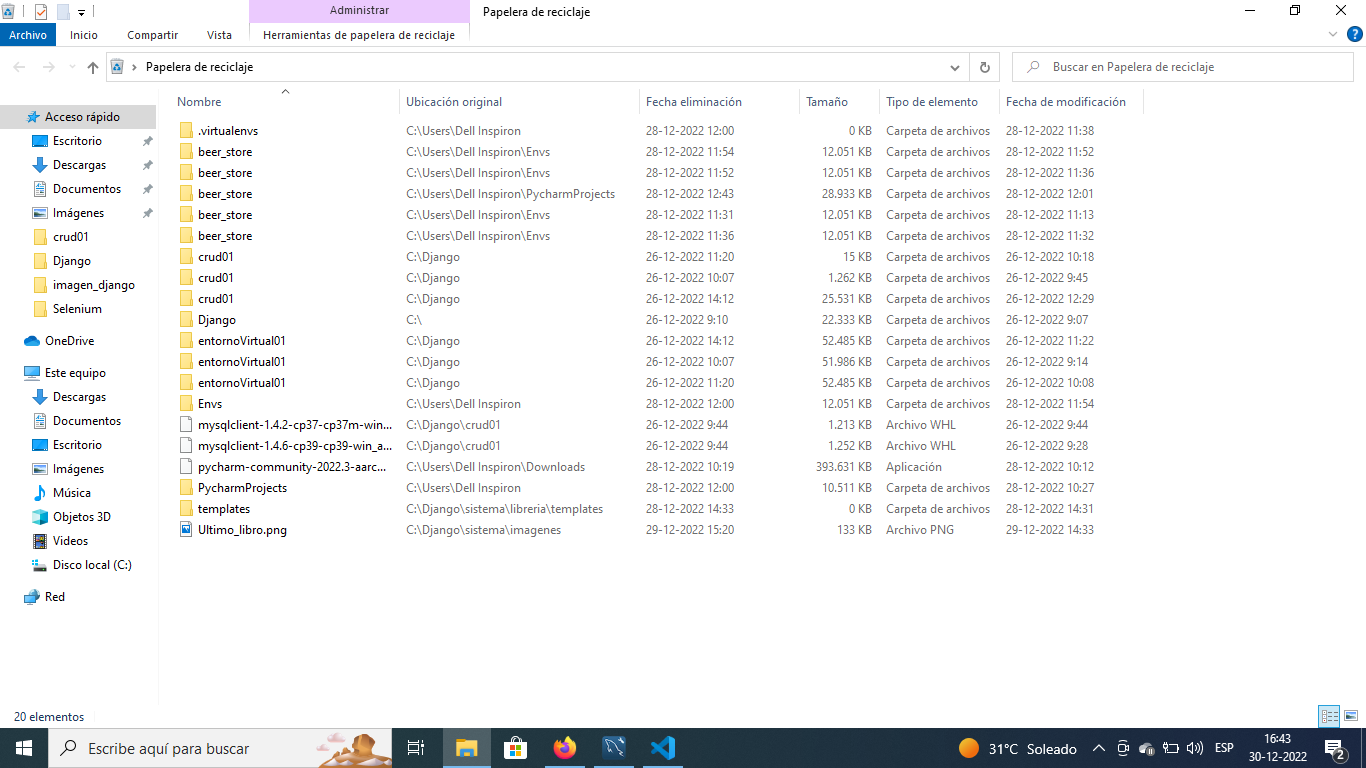 Administrar
Papelera de reciclaje
Archivo Inicio Compartir Vista Herramientas de papelera de reciclaje
Papelera de reciclaje
Buscar en Papelera de reciclaje
Nombre Ubicación original Fecha eliminación Tamaño Tipo de elemento Fecha de modificación
.virtualenvs C:\Users\Dell Inspiron 28-12-2022 12:00 0 KB Carpeta de archivos 28-12-2022 11:38
beer_store C:\Users\Dell Inspiron\Envs 28-12-2022 11:54 12.051 KB Carpeta de archivos 28-12-2022 11:52
beer_store C:\Users\Dell Inspiron\Envs 28-12-2022 11:52 12.051 KB Carpeta de archivos 28-12-2022 11:36
beer_store C:\Users\Dell Inspiron\PycharmProjects 28-12-2022 12:43 28.933 KB Carpeta de archivos 28-12-2022 12:01
beer_store C:\Users\Dell Inspiron\Envs 28-12-2022 11:31 12.051 KB Carpeta de archivos 28-12-2022 11:13
beer_store C:\Users\Dell Inspiron\Envs 28-12-2022 11:36 12.051 KB Carpeta de archivos 28-12-2022 11:32
crud01 C:\Django 26-12-2022 11:20 15 KB Carpeta de archivos 26-12-2022 10:18
crud01 C:\Django 26-12-2022 10:07 1.262 KB Carpeta de archivos 26-12-2022 9:45
crud01 C:\Django 26-12-2022 14:12 25.531 KB Carpeta de archivos 26-12-2022 12:29
Django C:\ 26-12-2022 9:10 22.333 KB Carpeta de archivos 26-12-2022 9:07
entornoVirtual01 C:\Django 26-12-2022 14:12 52.485 KB Carpeta de archivos 26-12-2022 11:22
entornoVirtual01 C:\Django 26-12-2022 10:07 51.986 KB Carpeta de archivos 26-12-2022 9:14
entornoVirtual01 C:\Django 26-12-2022 11:20 52.485 KB Carpeta de archivos 26-12-2022 10:08
Envs C:\Users\Dell Inspiron 28-12-2022 12:00 12.051 KB Carpeta de archivos 28-12-2022 11:54
mysqlclient-1.4.2-cp37-cp37m-win... C:\Django\crud01 26-12-2022 9:44 1.213 KB Archivo WHL 26-12-2022 9:44
mysqlclient-1.4.6-cp39-cp39-win_a... C:\Django\crud01 26-12-2022 9:44 1.252 KB Archivo WHL 26-12-2022 9:28
pycharm-community-2022.3-aarc... C:\Users\Dell Inspiron\Downloads 28-12-2022 10:19 393.631 KB Aplicación 28-12-2022 10:12
PycharmProjects C:\Users\Dell Inspiron 28-12-2022 12:00 10.511 KB Carpeta de archivos 28-12-2022 10:27
templates C:\Django\sistema\libreria\templates 28-12-2022 14:33 0 KB Carpeta de archivos 28-12-2022 14:31
Ultimo_libro.png C:\Django\sistema\imagenes 29-12-2022 15:20 133 KB Archivo PNG 29-12-2022 14:33
Acceso rápido
Escritorio
Descargas
Documentos
Imágenes
crud01
Django
imagen_django
Selenium
OneDrive
Este equipo
Descargas
Documentos
Escritorio
Imágenes
Música
Objetos 3D
Videos
Disco local (C:)
Red
20 elementos
Escribe aquí para buscar
31°C Soleado
ESP
16:43
30-12-2022
2